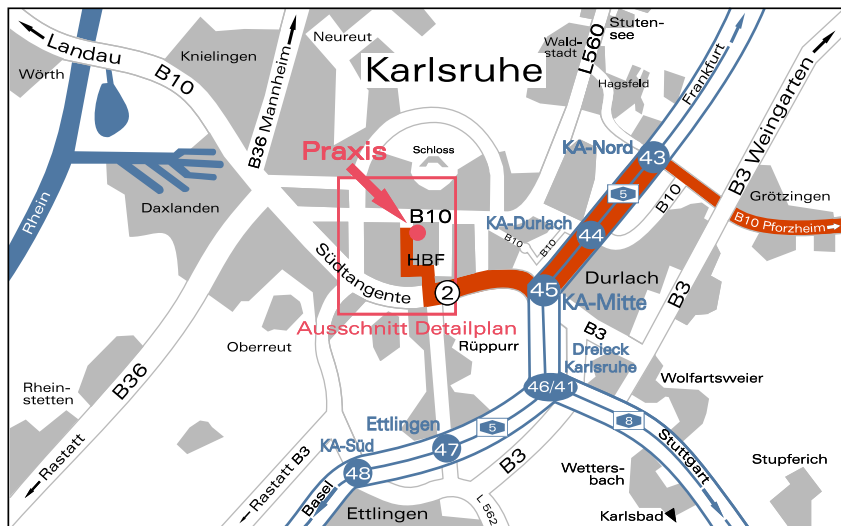 Landau
B10
Wörth
Knielingen
Neureut
B36 Mannheim
Karlsruhe
L560
Stuten-
see
Wald-
stadt
Hagsfeld
Frankfurt
B3 Weingarten
Schloss
Praxis
KA-Nord
43
5
B10
Grötzingen
B10 Pforzheim
Rhein
Daxlanden
B10
KA-Durlach
B10
B10
44
HBF
Südtangente
2
45
KA-Mitte
Durlach
B3
Ausschnitt Detailplan
Oberreut
Rüppurr
B3
Dreieck
Karlsruhe
46/41
Wolfartsweier
Rhein-
stetten
B36
Rastatt
Ettlingen
5
8
KA-Süd
47
48
Rastatt B3
Basel
B3
Stuttgart
Wetters-
bach
Stupferich
L 562
Ettlingen
Karlsbad